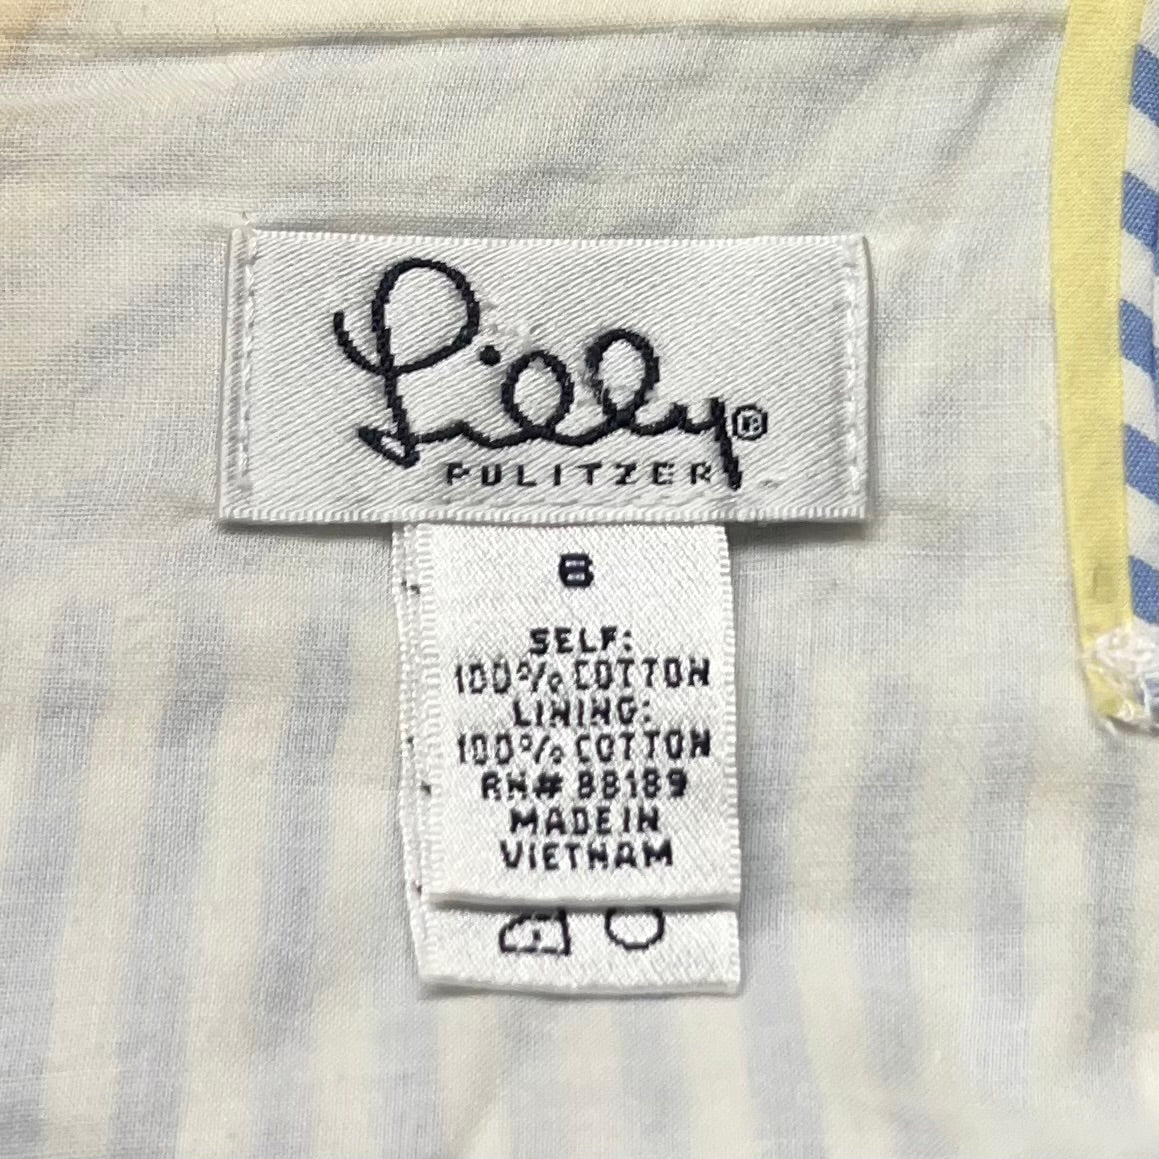 Lilly®
PULITZER
6
SELF:
100% COTTON
LINING:
100% COTTON
RN# 88189
MADE IN
VIETNAM